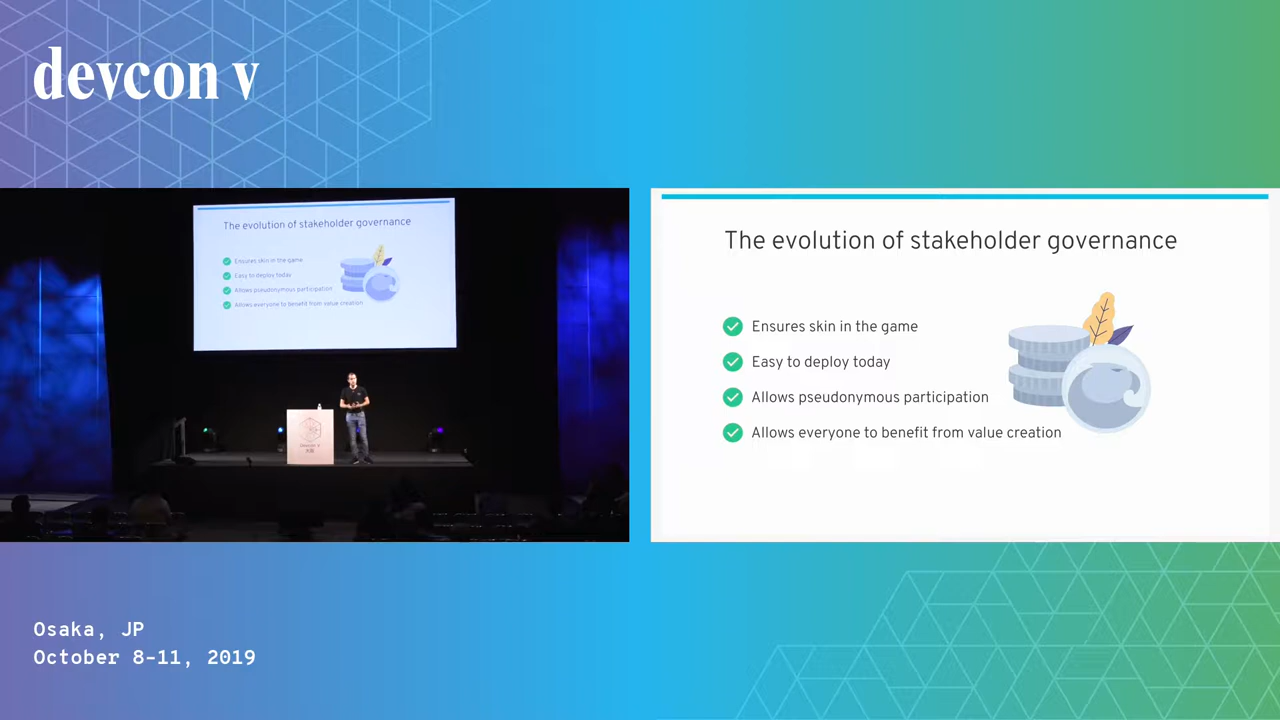 devcon v
The evolution of stakeholder governance
Ensures skin in the game
Easy to deploy today
Allows pseudonymous participation
Allows everyone to benefit from value creation
The evolution of stakeholder governance
Ensures skin in the game
Easy to deploy today
Allows pseudonymous participation
Allows everyone to benefit from value creation
Osaka, JP
October 8-11, 2019